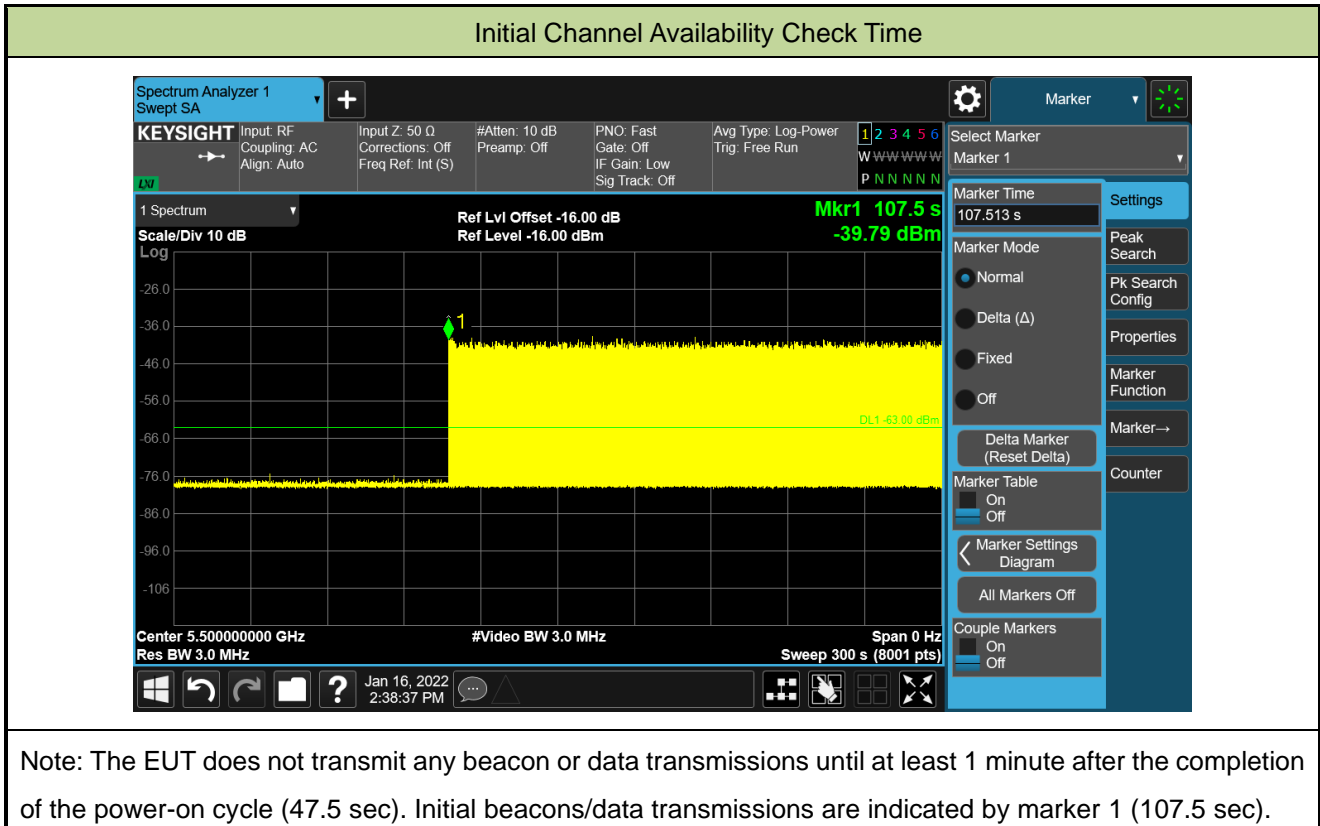 Initial Channel Availability Check Time
Spectrum Analyzer 1
Swept SA
Marker
KEYSIGHT
LXI
Input: RF
Coupling: AC
Align: Auto
Input Z: 50 Ω
Corrections: Off
Freq Ref: Int (S)
#Atten: 10 dB
Preamp: Off
PNO: Fast
Gate: Off
IF Gain: Low
Sig Track: Off
Avg Type: Log-Power
Trig: Free Run
1 2 3 4 5 6
W W W W W W
P N N N N N
Select Marker
Marker 1
1 Spectrum
Scale/Div 10 dB
Log
Ref Lvl Offset -16.00 dB
Ref Level -16.00 dBm
Mkr1 107.5 s
-39.79 dBm
-26.0
-36.0
-46.0
-56.0
-66.0
-76.0
-86.0
-96.0
-106
1
DL1 -63.00 dBm
Center 5.500000000 GHz
Res BW 3.0 MHz
#Video BW 3.0 MHz
Span 0 Hz
Sweep 300 s (8001 pts)
Marker Time
107.513 s
Marker Mode
Normal
Delta (Δ)
Fixed
Off
Delta Marker
(Reset Delta)
Marker Table
On
Off
Marker Settings
Diagram
All Markers Off
Couple Markers
On
Off
Settings
Peak
Search
Pk Search
Config
Properties
Marker
Function
Marker→
Counter
?
Jan 16, 2022
2:38:37 PM
Note: The EUT does not transmit any beacon or data transmissions until at least 1 minute after the completion
of the power-on cycle (47.5 sec). Initial beacons/data transmissions are indicated by marker 1 (107.5 sec).